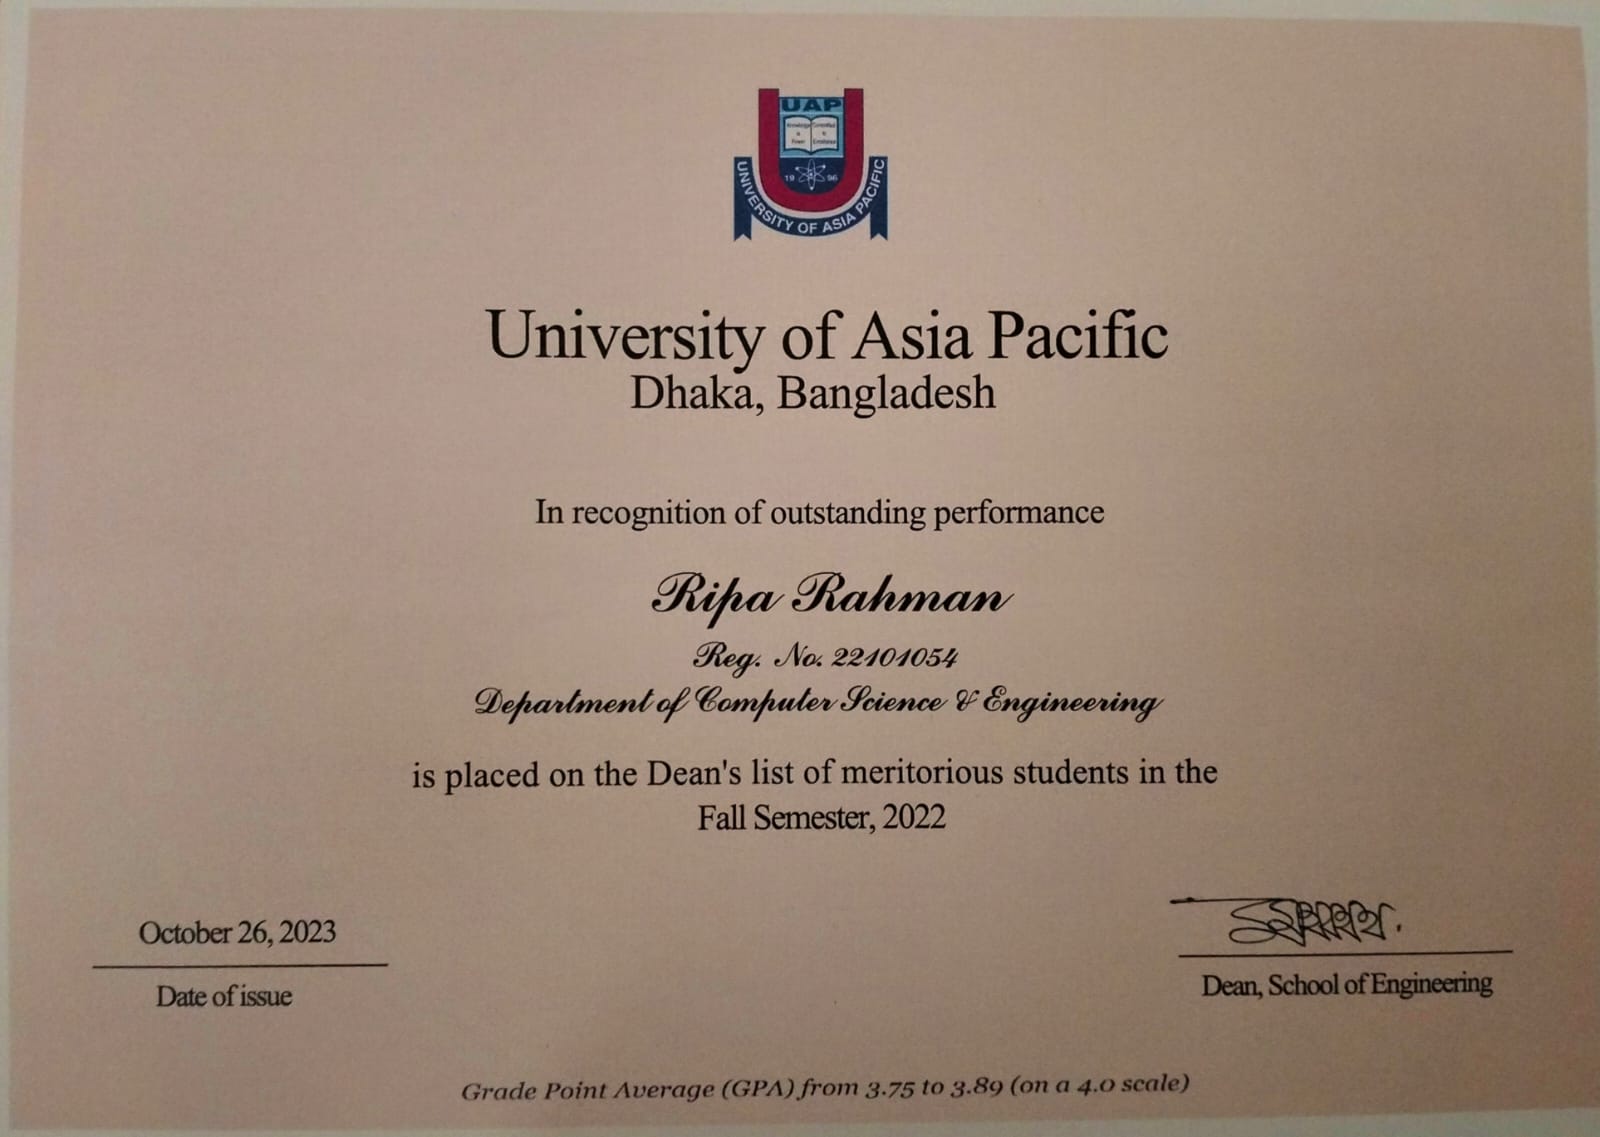 UAP
Knowledge is Power
Committed to Excellence
19 96
UNIVERSITY OF ASIA PACIFIC
University of Asia Pacific
Dhaka, Bangladesh
In recognition of outstanding performance
Ripa Rahman
Reg. No. 22101054
Department of Computer Science & Engineering
is placed on the Dean's list of meritorious students in the
Fall Semester, 2022
October 26, 2023
Date of issue
Dean, School of Engineering
Grade Point Average (GPA) from 3.75 to 3.89 (on a 4.0 scale)